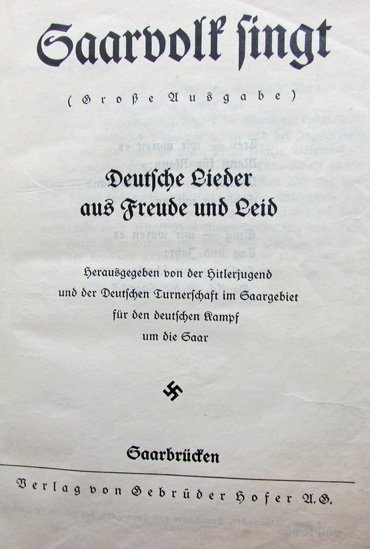 Saarvolk singt
(Große Ausgabe)
Deutsche Lieder
aus Freude und Leid
Herausgegeben von der Hitlerjugend
und der Deutschen Turnerschaft im Saargebiet
für den deutschen Kampf
um die Saar
Saarbrücken
Verlag von Gebrüder Hofer A.G.